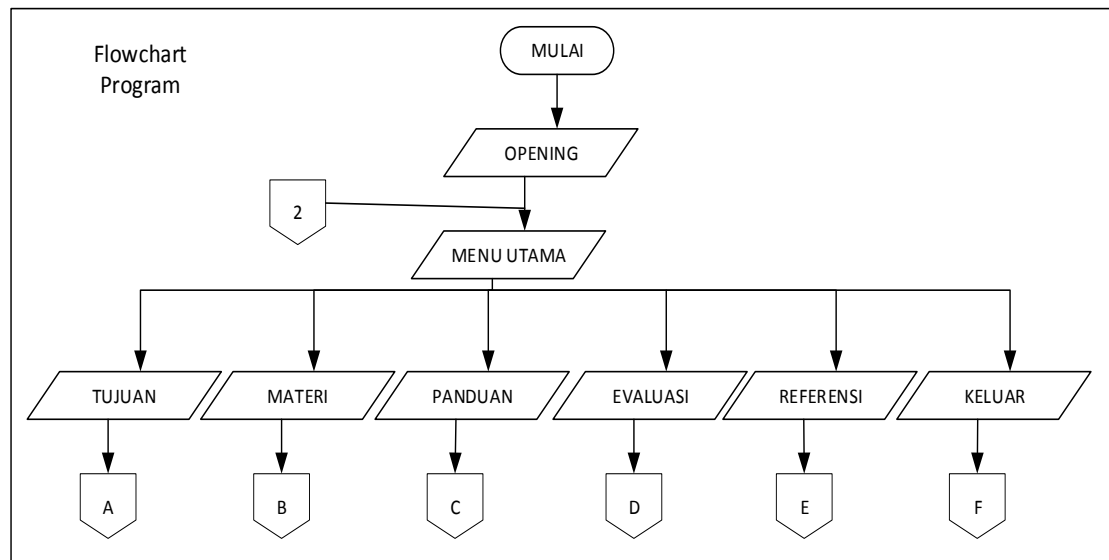 Flowchart
Program
MULAI
OPENING
2
MENU UTAMA
TUJUAN
MATERI
PANDUAN
EVALUASI
REFERENSI
KELUAR
A
B
C
D
E
F